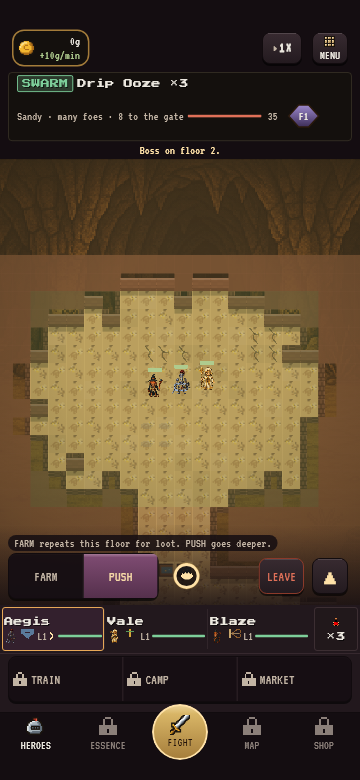 0g
+10g/min
▸1X
MENU
SWARM Drip Ooze ×3
Sandy · many foes · 8 to the gate 35 F1
Boss on floor 2.
FARM repeats this floor for loot. PUSH goes deeper.
FARM PUSH LEAVE
Aegis Vale Blaze
L1 L1 L1 ×3
TRAIN CAMP MARKET
HEROES ESSENCE FIGHT MAP SHOP